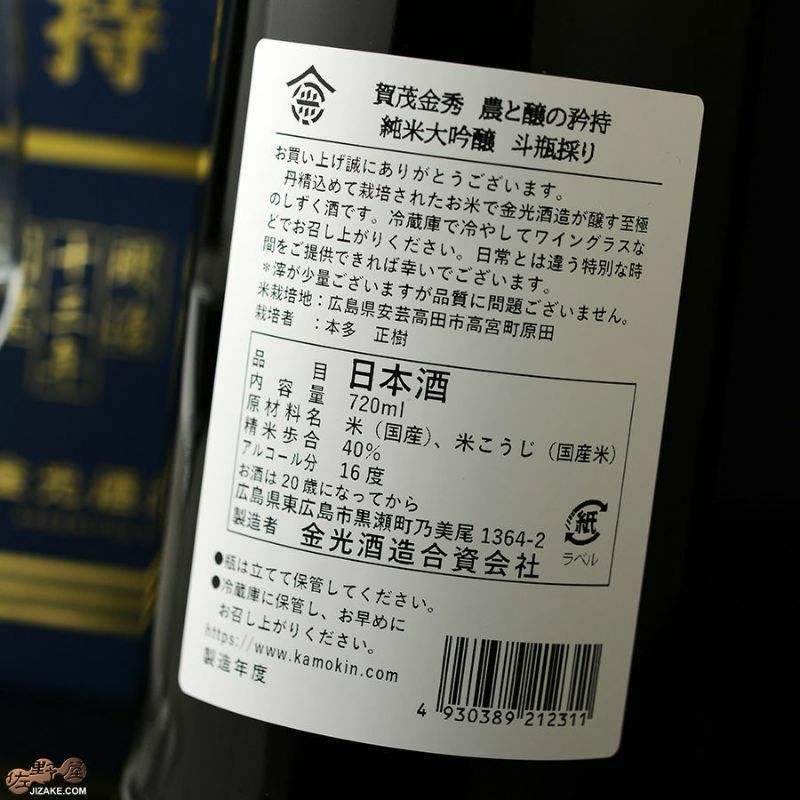 持
賀茂金秀 農と醸の矜持
純米大吟醸 斗瓶採り
お買い上げ誠にありがとうございます。
丹精込めて栽培されたお米で金光酒造が醸す至極
のしずく酒です。冷蔵庫で冷やしてワイングラスな
どでお召し上がりください。日常とは違う特別な時
間をご提供できれば幸いでございます。
*滓が少量ございますが品質に問題ございません。
米栽培地：広島県安芸高田市高宮町原田
栽培者 ：本多 正樹
品目 日本酒
内容量 720ml
原材料名 米（国産）、米こうじ（国産米）
精米歩合 40%
アルコール分 16度
お酒は20歳になってから
広島県東広島市黒瀬町乃美尾1364-2
製造者 金光酒造合資会社
紙
ラベル
●瓶は立てて保管してください。
●冷蔵庫に保管し、お早めに
お召し上がりください。
https://www.kamokin.com
製造年度
4 930389 212311
佐野屋
JIZAKE.COM